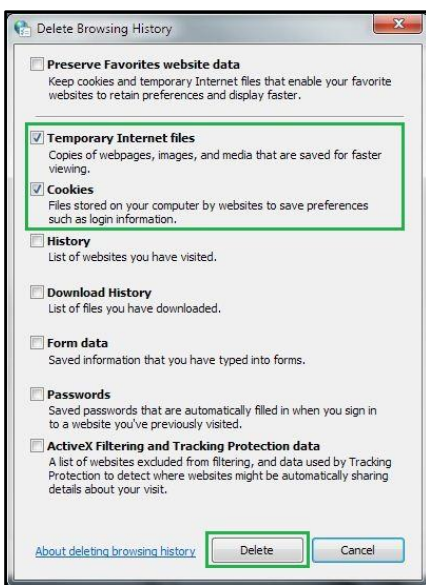 Delete Browsing History
Preserve Favorites website data
Keep cookies and temporary Internet files that enable your favorite
websites to retain preferences and display faster.
Temporary Internet files
Copies of webpages, images, and media that are saved for faster
viewing.
Cookies
Files stored on your computer by websites to save preferences
such as login information.
History
List of websites you have visited.
Download History
List of files you have downloaded.
Form data
Saved information that you have typed into forms.
Passwords
Saved passwords that are automatically filled in when you sign in
to a website you've previously visited.
ActiveX Filtering and Tracking Protection data
A list of websites excluded from filtering, and data used by Tracking
Protection to detect where websites might be automatically sharing
details about your visit.
About deleting browsing history
Delete
Cancel